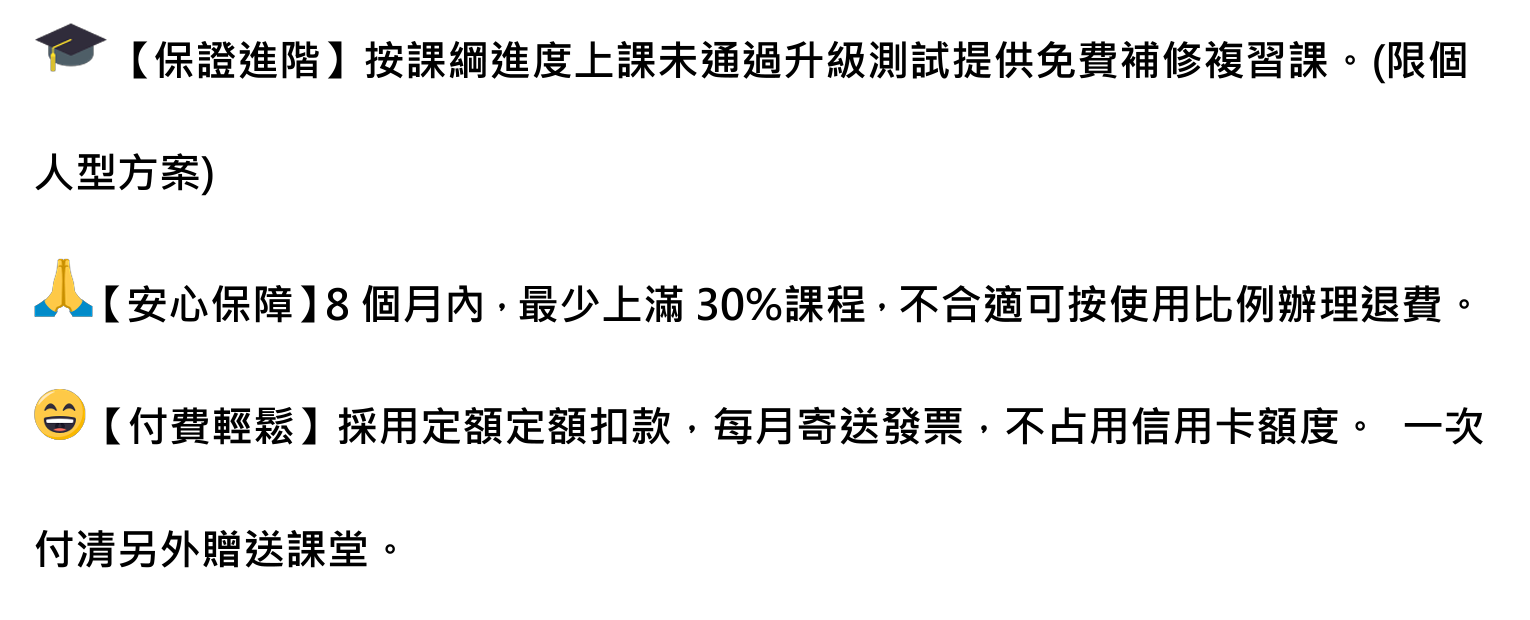 🎓【保證進階】按課綱進度上課未通過升級測試提供免費補修複習課。(限個
人型方案)
🙏【安心保障】8 個月內，最少上滿 30%課程，不合適可按使用比例辦理退費。
😄【付費輕鬆】採用定額定額扣款，每月寄送發票，不占用信用卡額度。 一次
付清另外贈送課堂。